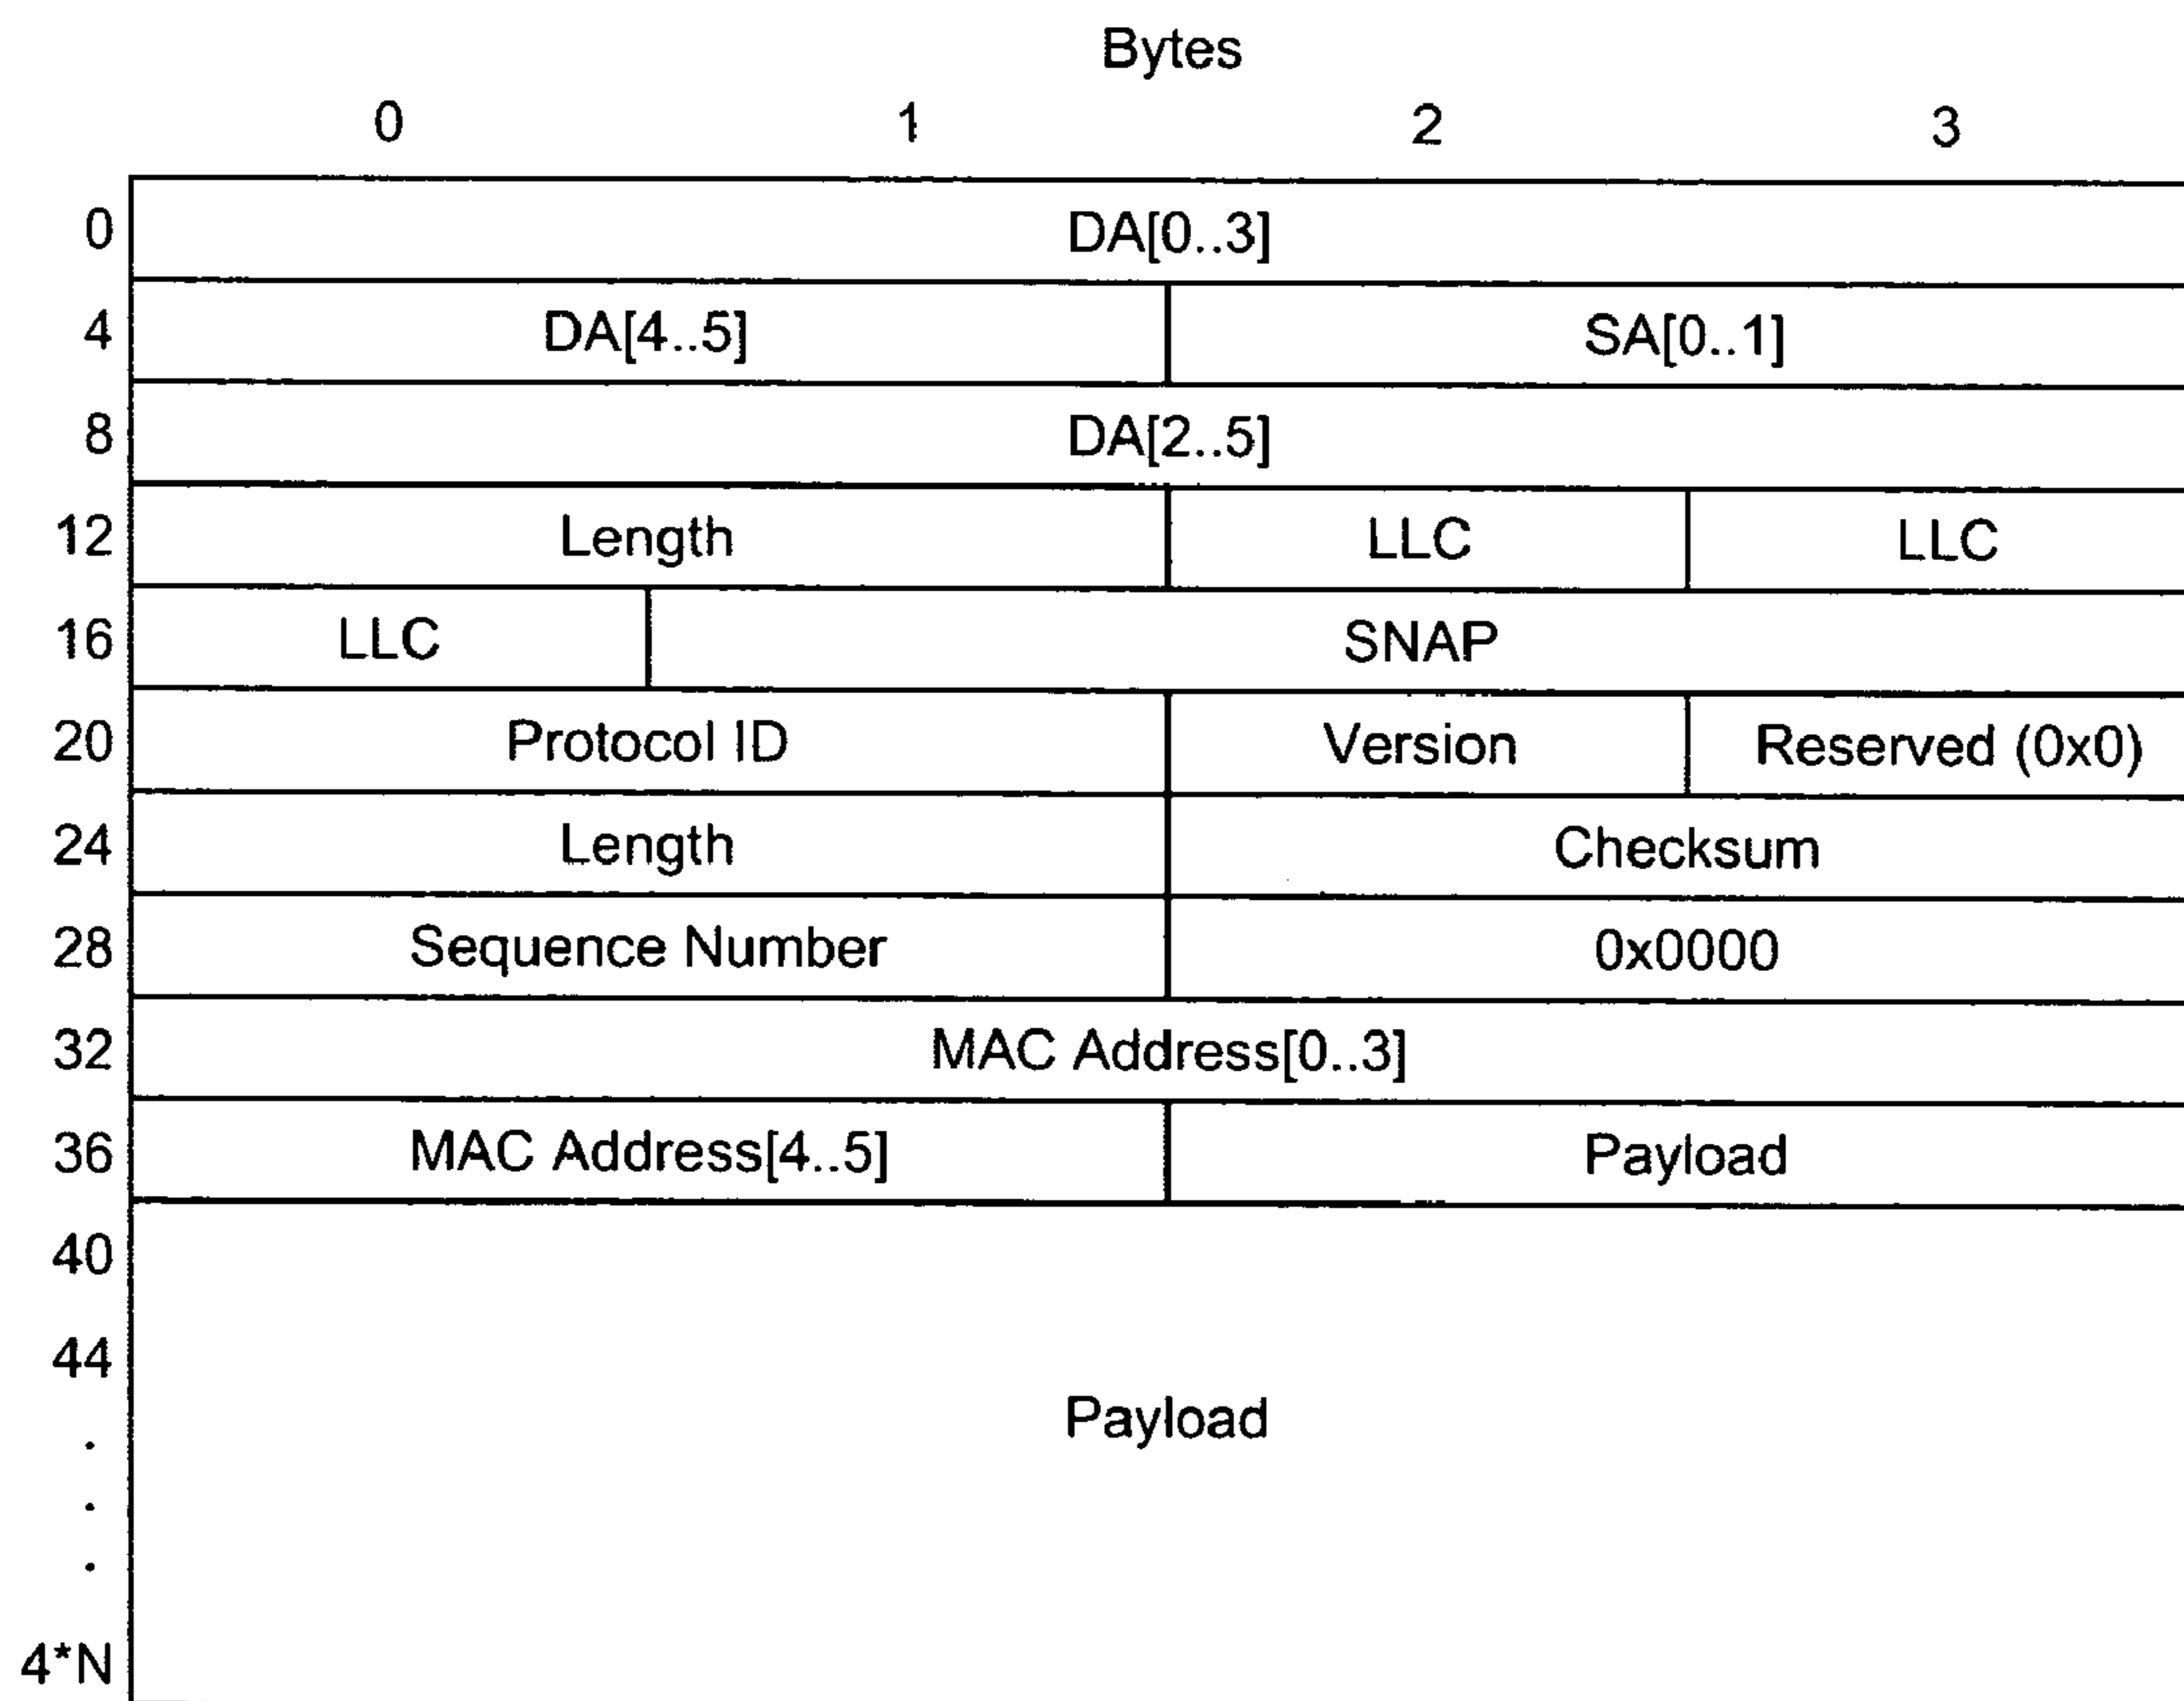 Bytes
0 1 2 3
0 DA[0..3]
4 DA[4..5] SA[0..1]
8 DA[2..5]
12 Length LLC LLC
16 LLC SNAP
20 Protocol ID Version Reserved (0x0)
24 Length Checksum
28 Sequence Number 0x0000
32 MAC Address[0..3]
36 MAC Address[4..5] Payload
40
44
Payload
.
.
.
4*N